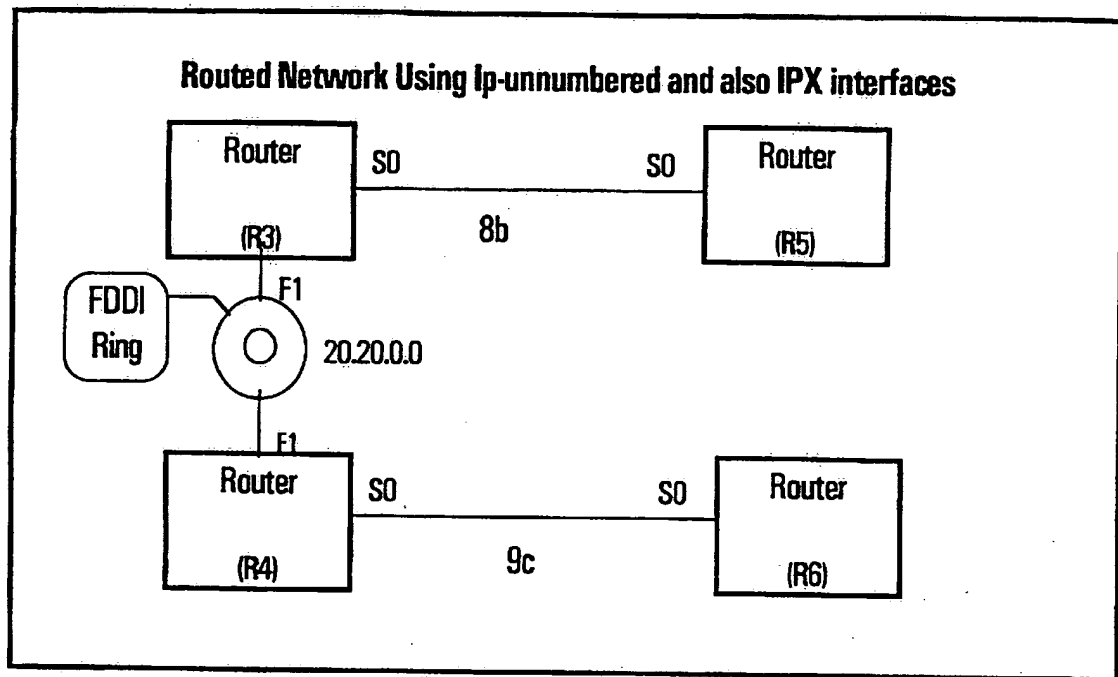 Routed Network Using Ip-unnumbered and also IPX interfaces
Router
S0
S0
Router
8b
(R3)
(R5)
F1
FDDI
Ring
20.20.0.0
F1
Router
S0
S0
Router
9c
(R4)
(R6)